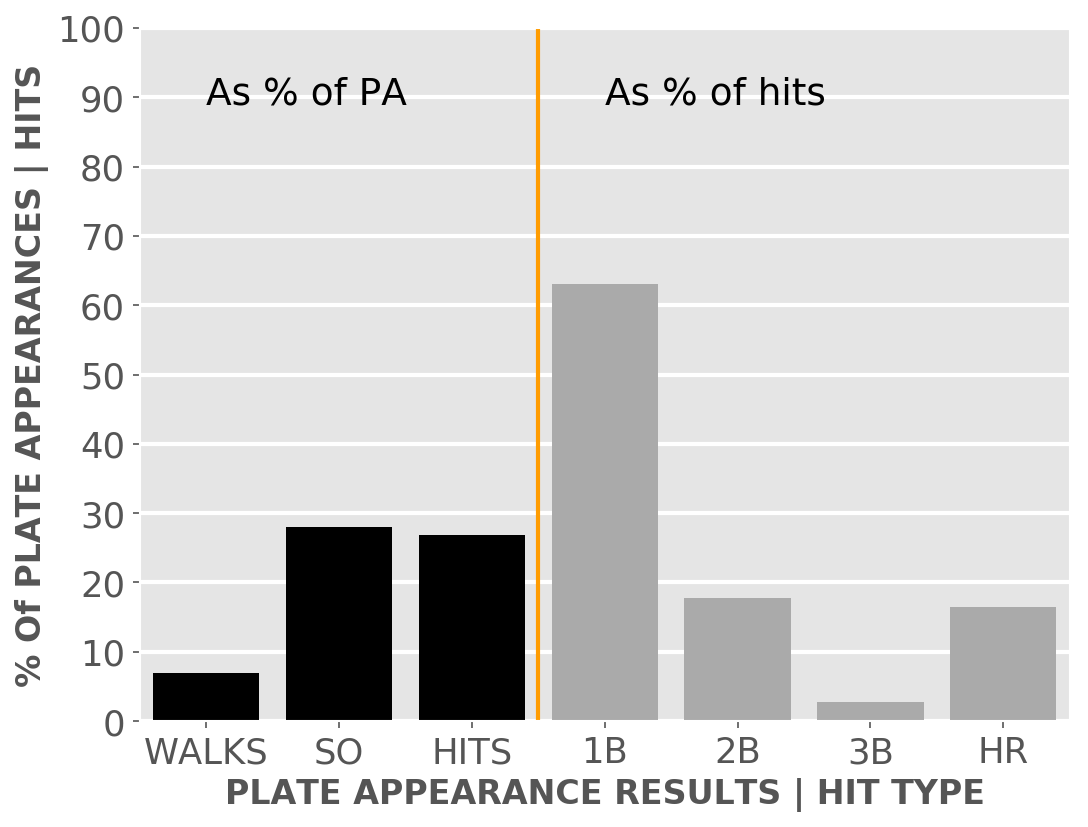 % Of PLATE APPEARANCES | HITS
100
90
80
70
60
50
40
30
20
10
0
As % of PA
As % of hits
WALKS SO HITS 1B 2B 3B HR
PLATE APPEARANCE RESULTS | HIT TYPE